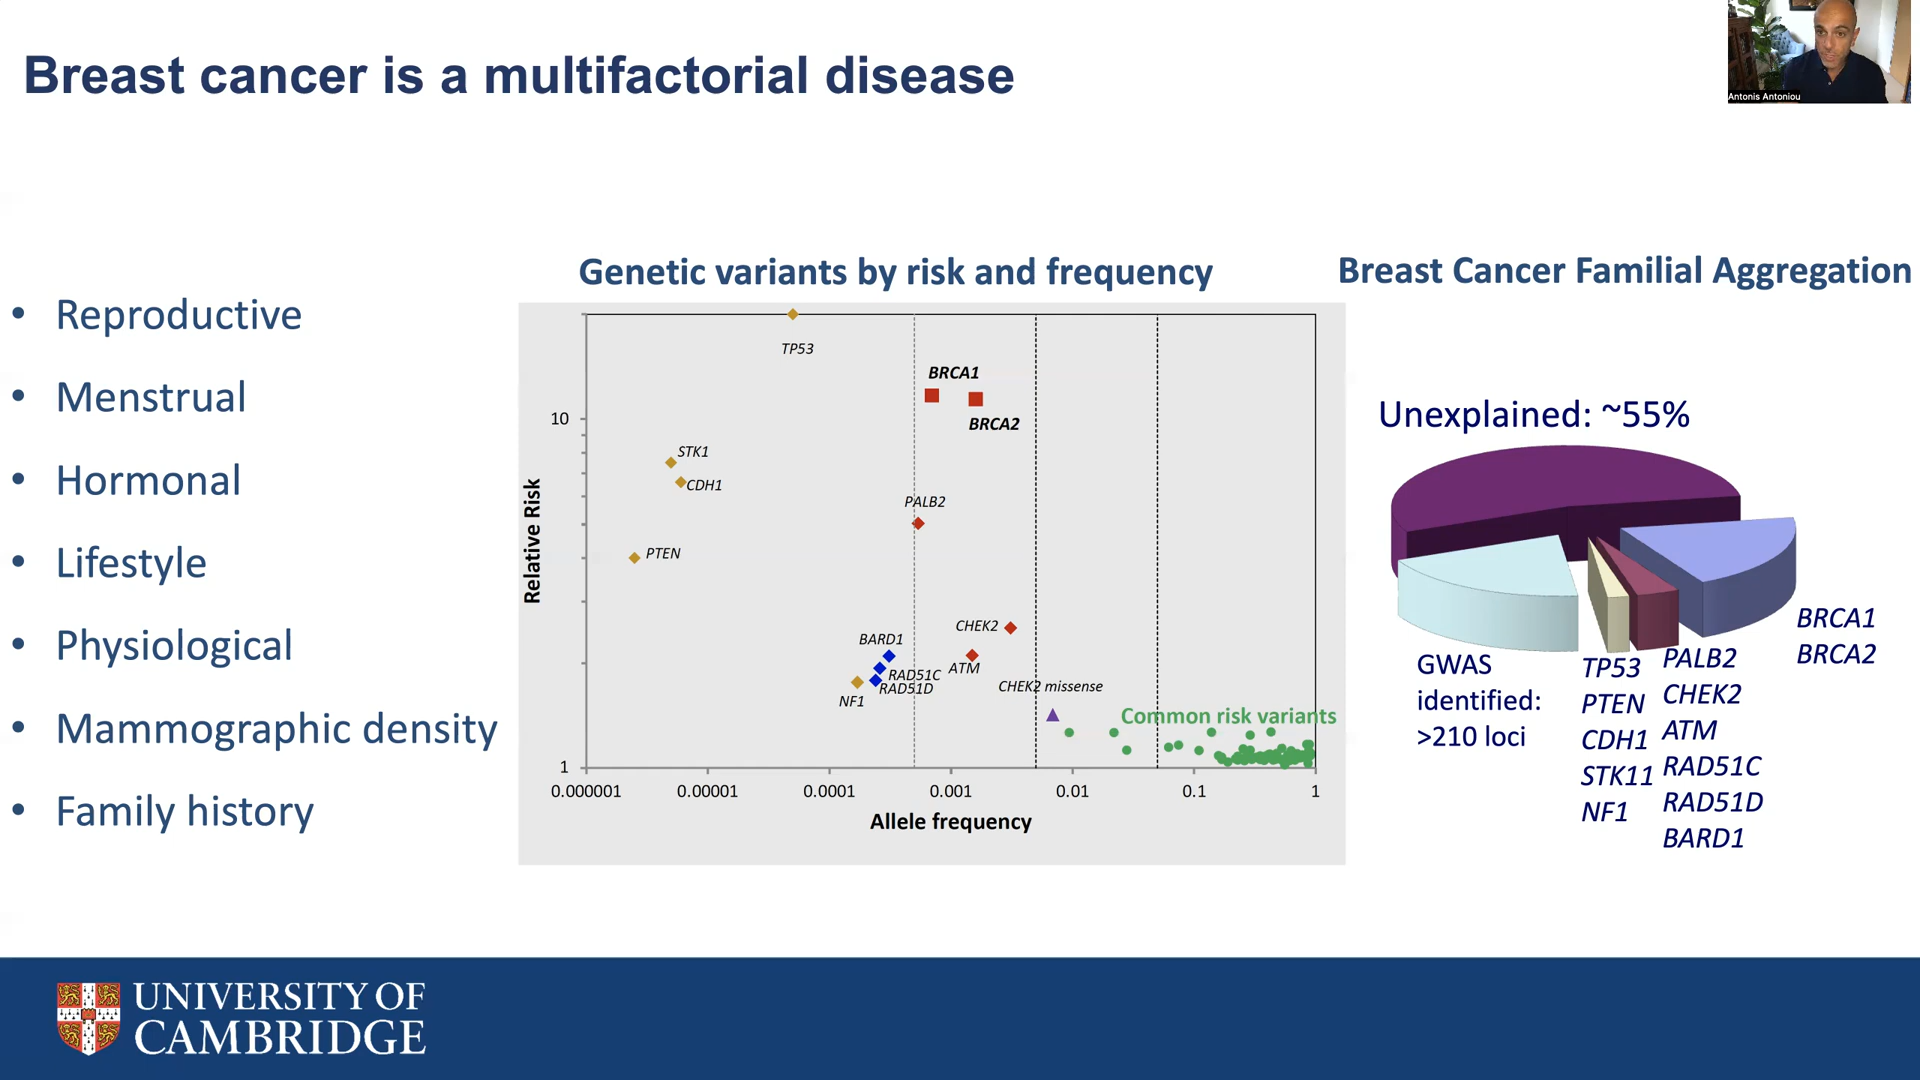 Breast cancer is a multifactorial disease
Antonis Antoniou
• Reproductive
• Menstrual
• Hormonal
• Lifestyle
• Physiological
• Mammographic density
• Family history
Genetic variants by risk and frequency
TP53
BRCA1
BRCA2
10
STK1
CDH1
PALB2
PTEN
Relative Risk
CHEK2
BARD1
ATM
RAD51C
RAD51D
NF1
CHEK2 missense
Common risk variants
1
0.000001 0.00001 0.0001 0.001 0.01 0.1 1
Allele frequency
Breast Cancer Familial Aggregation
Unexplained: ~55%
BRCA1
BRCA2
GWAS
identified:
>210 loci
TP53
PTEN
CDH1
STK11
NF1
PALB2
CHEK2
ATM
RAD51C
RAD51D
BARD1
UNIVERSITY OF
CAMBRIDGE